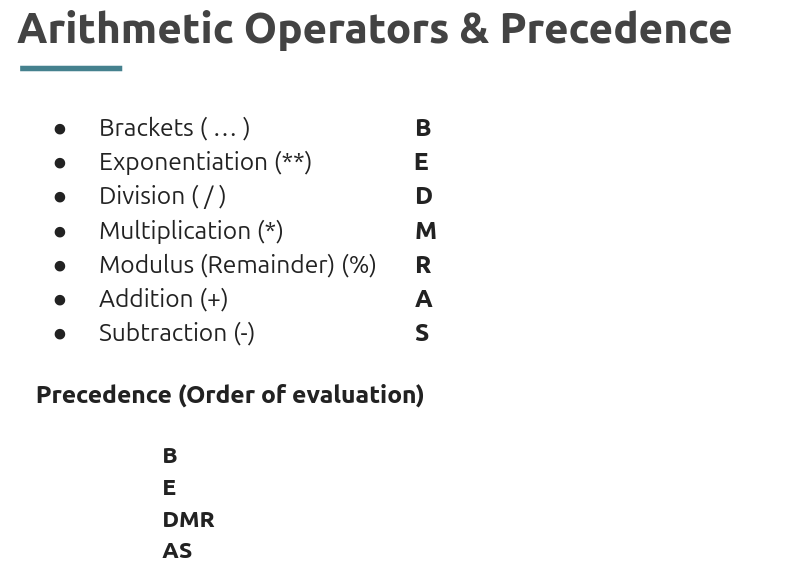 Arithmetic Operators & Precedence
● Brackets ( … ) B
● Exponentiation (**) E
● Division ( / ) D
● Multiplication (*) M
● Modulus (Remainder) (%) R
● Addition (+) A
● Subtraction (-) S
Precedence (Order of evaluation)
B
E
DMR
AS